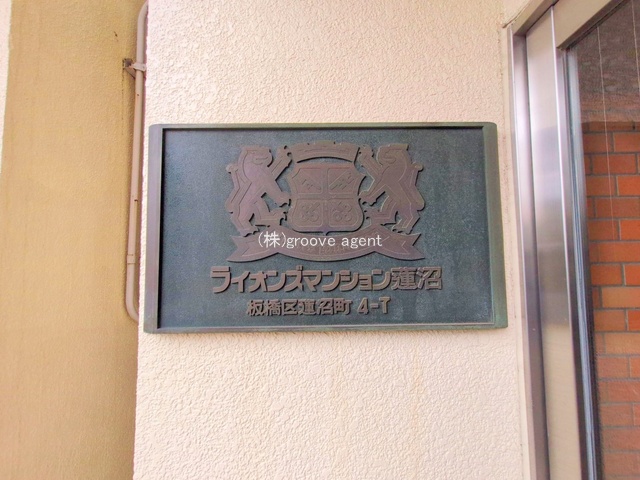 (株)groove agent
ライオンズマンション蓮沼
板橋区蓮沼町 4-7